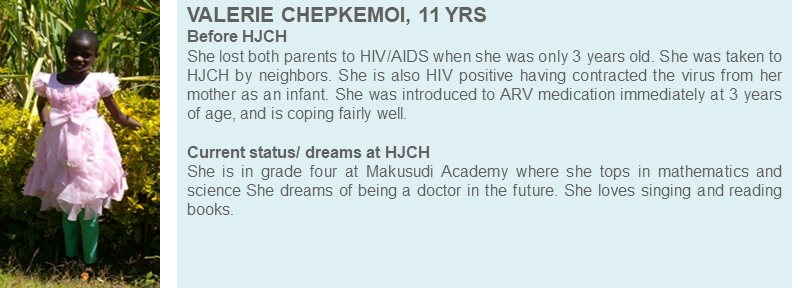 VALERIE CHEPKEMOI, 11 YRS
Before HJCH
She lost both parents to HIV/AIDS when she was only 3 years old. She was taken to
HJCH by neighbors. She is also HIV positive having contracted the virus from her
mother as an infant. She was introduced to ARV medication immediately at 3 years
of age, and is coping fairly well.
Current status/ dreams at HJCH
She is in grade four at Makusudi Academy where she tops in mathematics and
science She dreams of being a doctor in the future. She loves singing and reading
books.